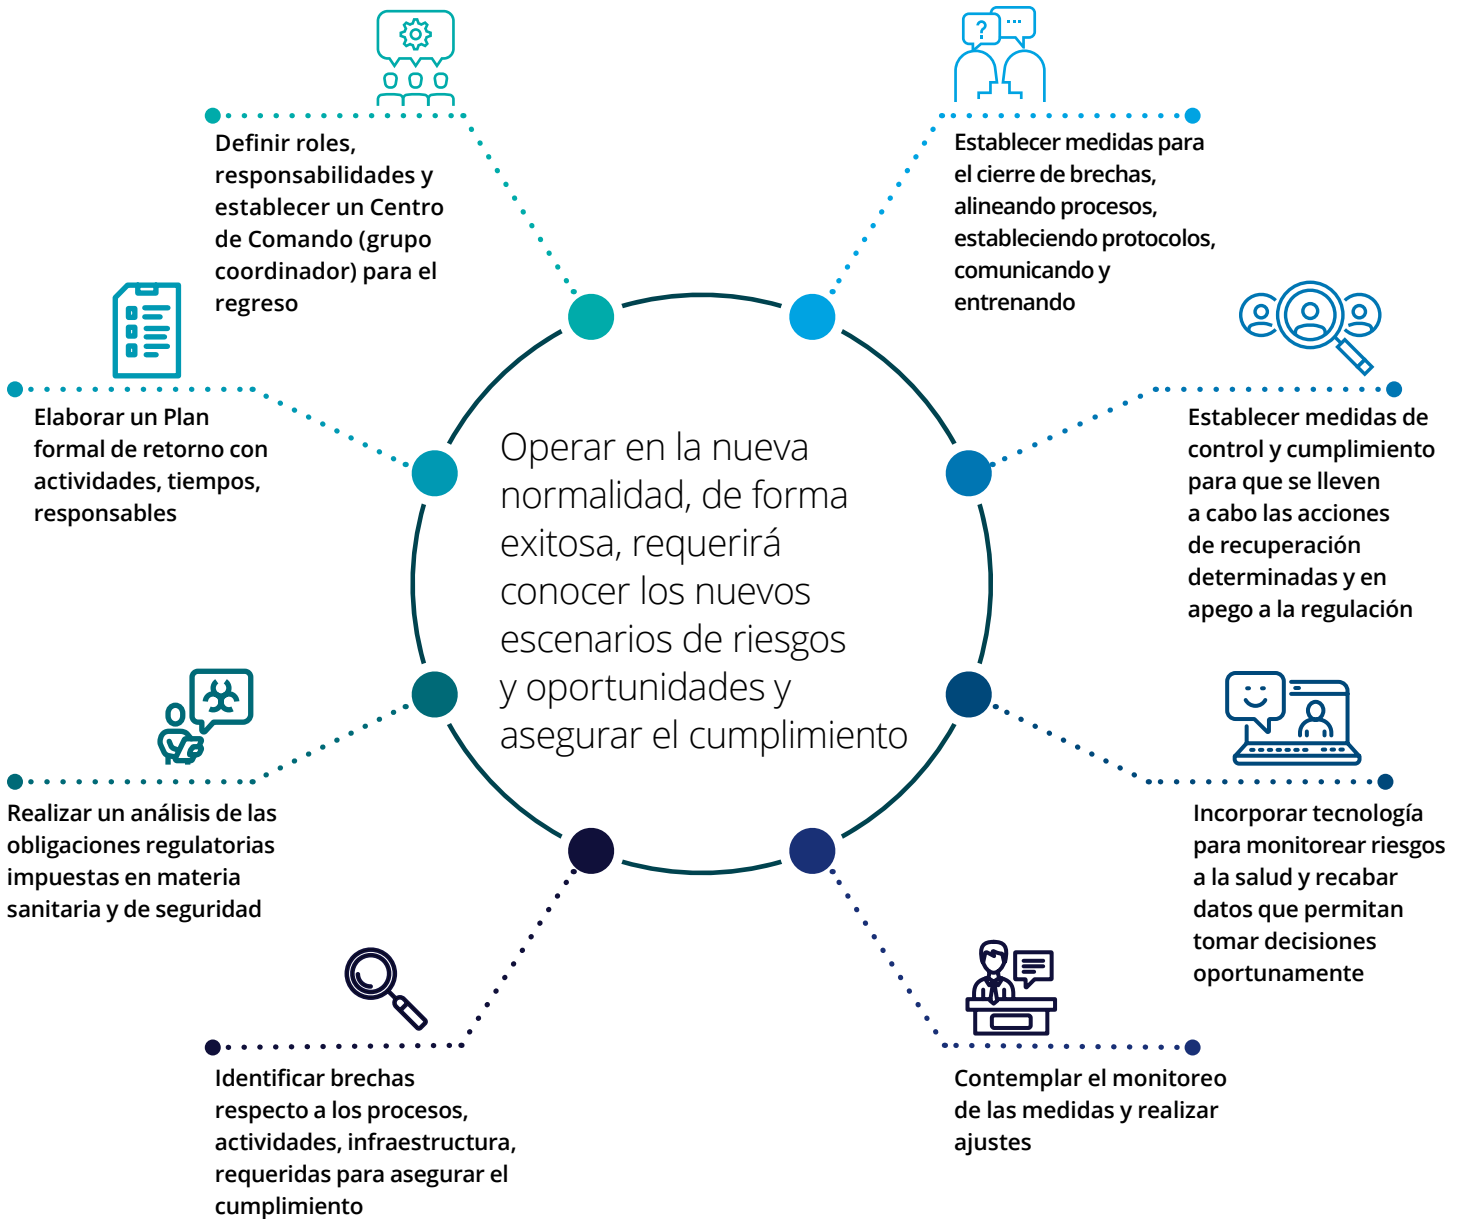 Definir roles,
responsabilidades y
establecer un Centro
de Comando (grupo
coordinador) para el
regreso
Elaborar un Plan
formal de retorno con
actividades, tiempos,
responsables
Realizar un análisis de las
obligaciones regulatorias
impuestas en materia
sanitaria y de seguridad
Identificar brechas
respecto a los procesos,
actividades, infraestructura,
requeridas para asegurar el
cumplimiento
Operar en la nueva
normalidad, de forma
exitosa, requerirá
conocer los nuevos
escenarios de riesgos
y oportunidades y
asegurar el cumplimiento
?
Establecer medidas para
el cierre de brechas,
alineando procesos,
estableciendo protocolos,
comunicando y
entrenando
Establecer medidas de
control y cumplimiento
para que se lleven
a cabo las acciones
de recuperación
determinadas y en
apego a la regulación
Incorporar tecnología
para monitorear riesgos
a la salud y recabar
datos que permitan
tomar decisiones
oportunamente
Contemplar el monitoreo
de las medidas y realizar
ajustes